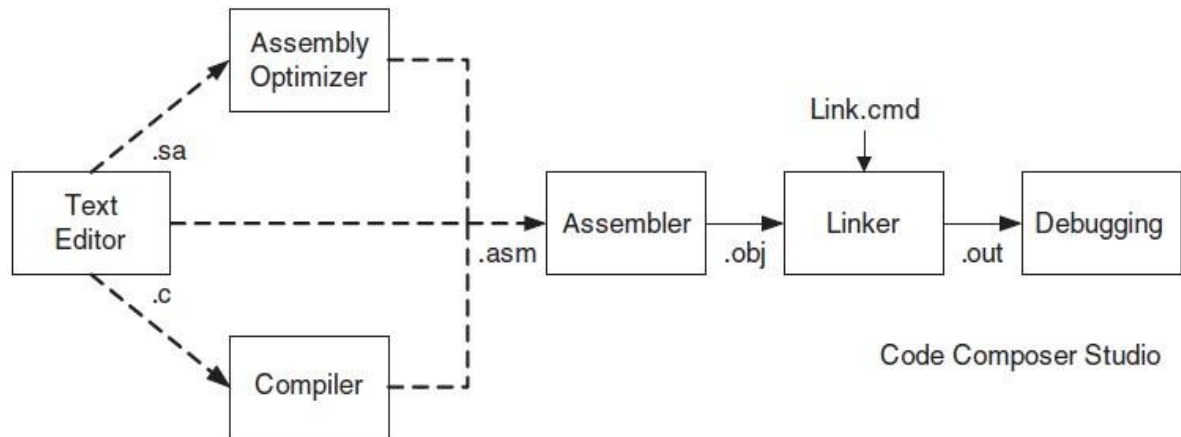 Assembly
Optimizer
.sa
Link.cmd
Text
Editor
Assembler
Linker
Debugging
.asm
.obj
.out
.c
Compiler
Code Composer Studio